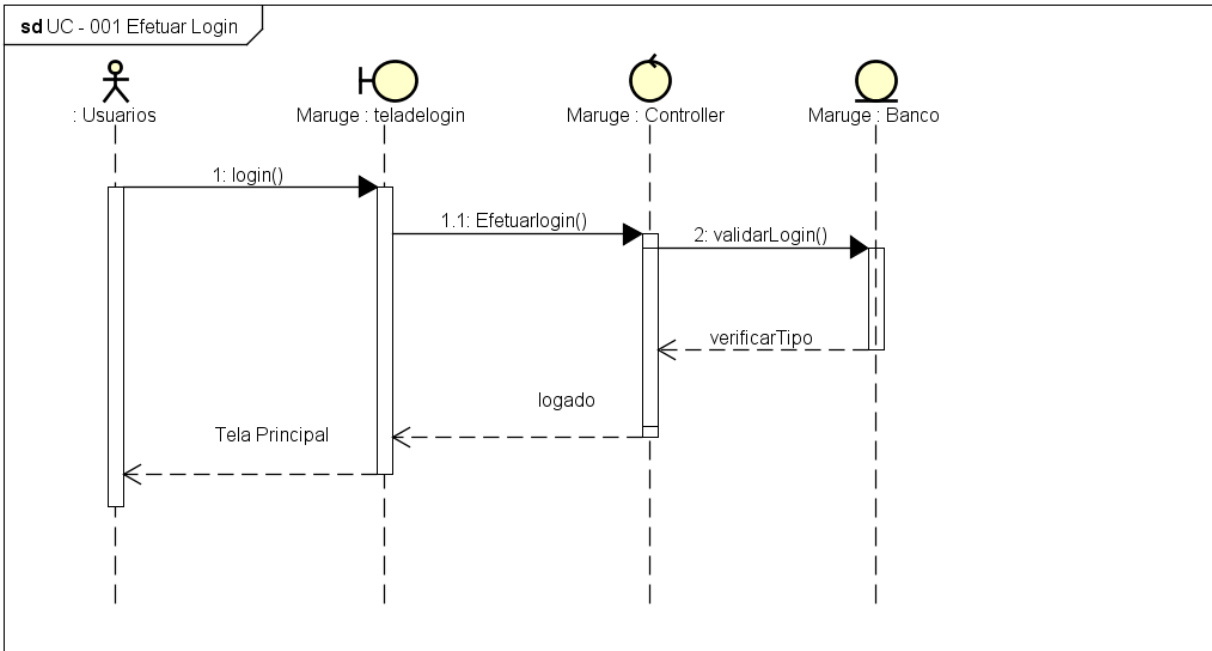 sd UC - 001 Efetuar Login
: Usuarios
Maruge : teladelogin
Maruge : Controller
Maruge : Banco
1: login()
1.1: Efetuarlogin()
2: validarLogin()
verificarTipo
logado
Tela Principal